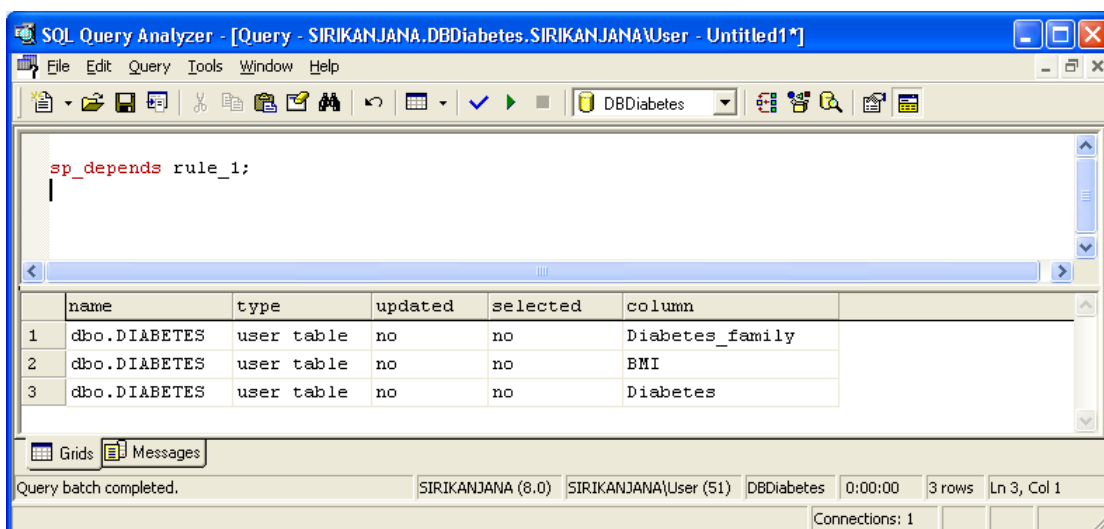 SQL Query Analyzer - [Query - SIRIKANJANA.DBDiabetes.SIRIKANJANA\User - Untitled1*]
File Edit Query Tools Window Help
DBDiabetes
sp_depends rule_1;
name type updated selected column
1 dbo.DIABETES user table no no Diabetes_family
2 dbo.DIABETES user table no no BMI
3 dbo.DIABETES user table no no Diabetes
Grids Messages
Query batch completed. SIRIKANJANA (8.0) SIRIKANJANA\User (51) DBDiabetes 0:00:00 3 rows Ln 3, Col 1
Connections: 1